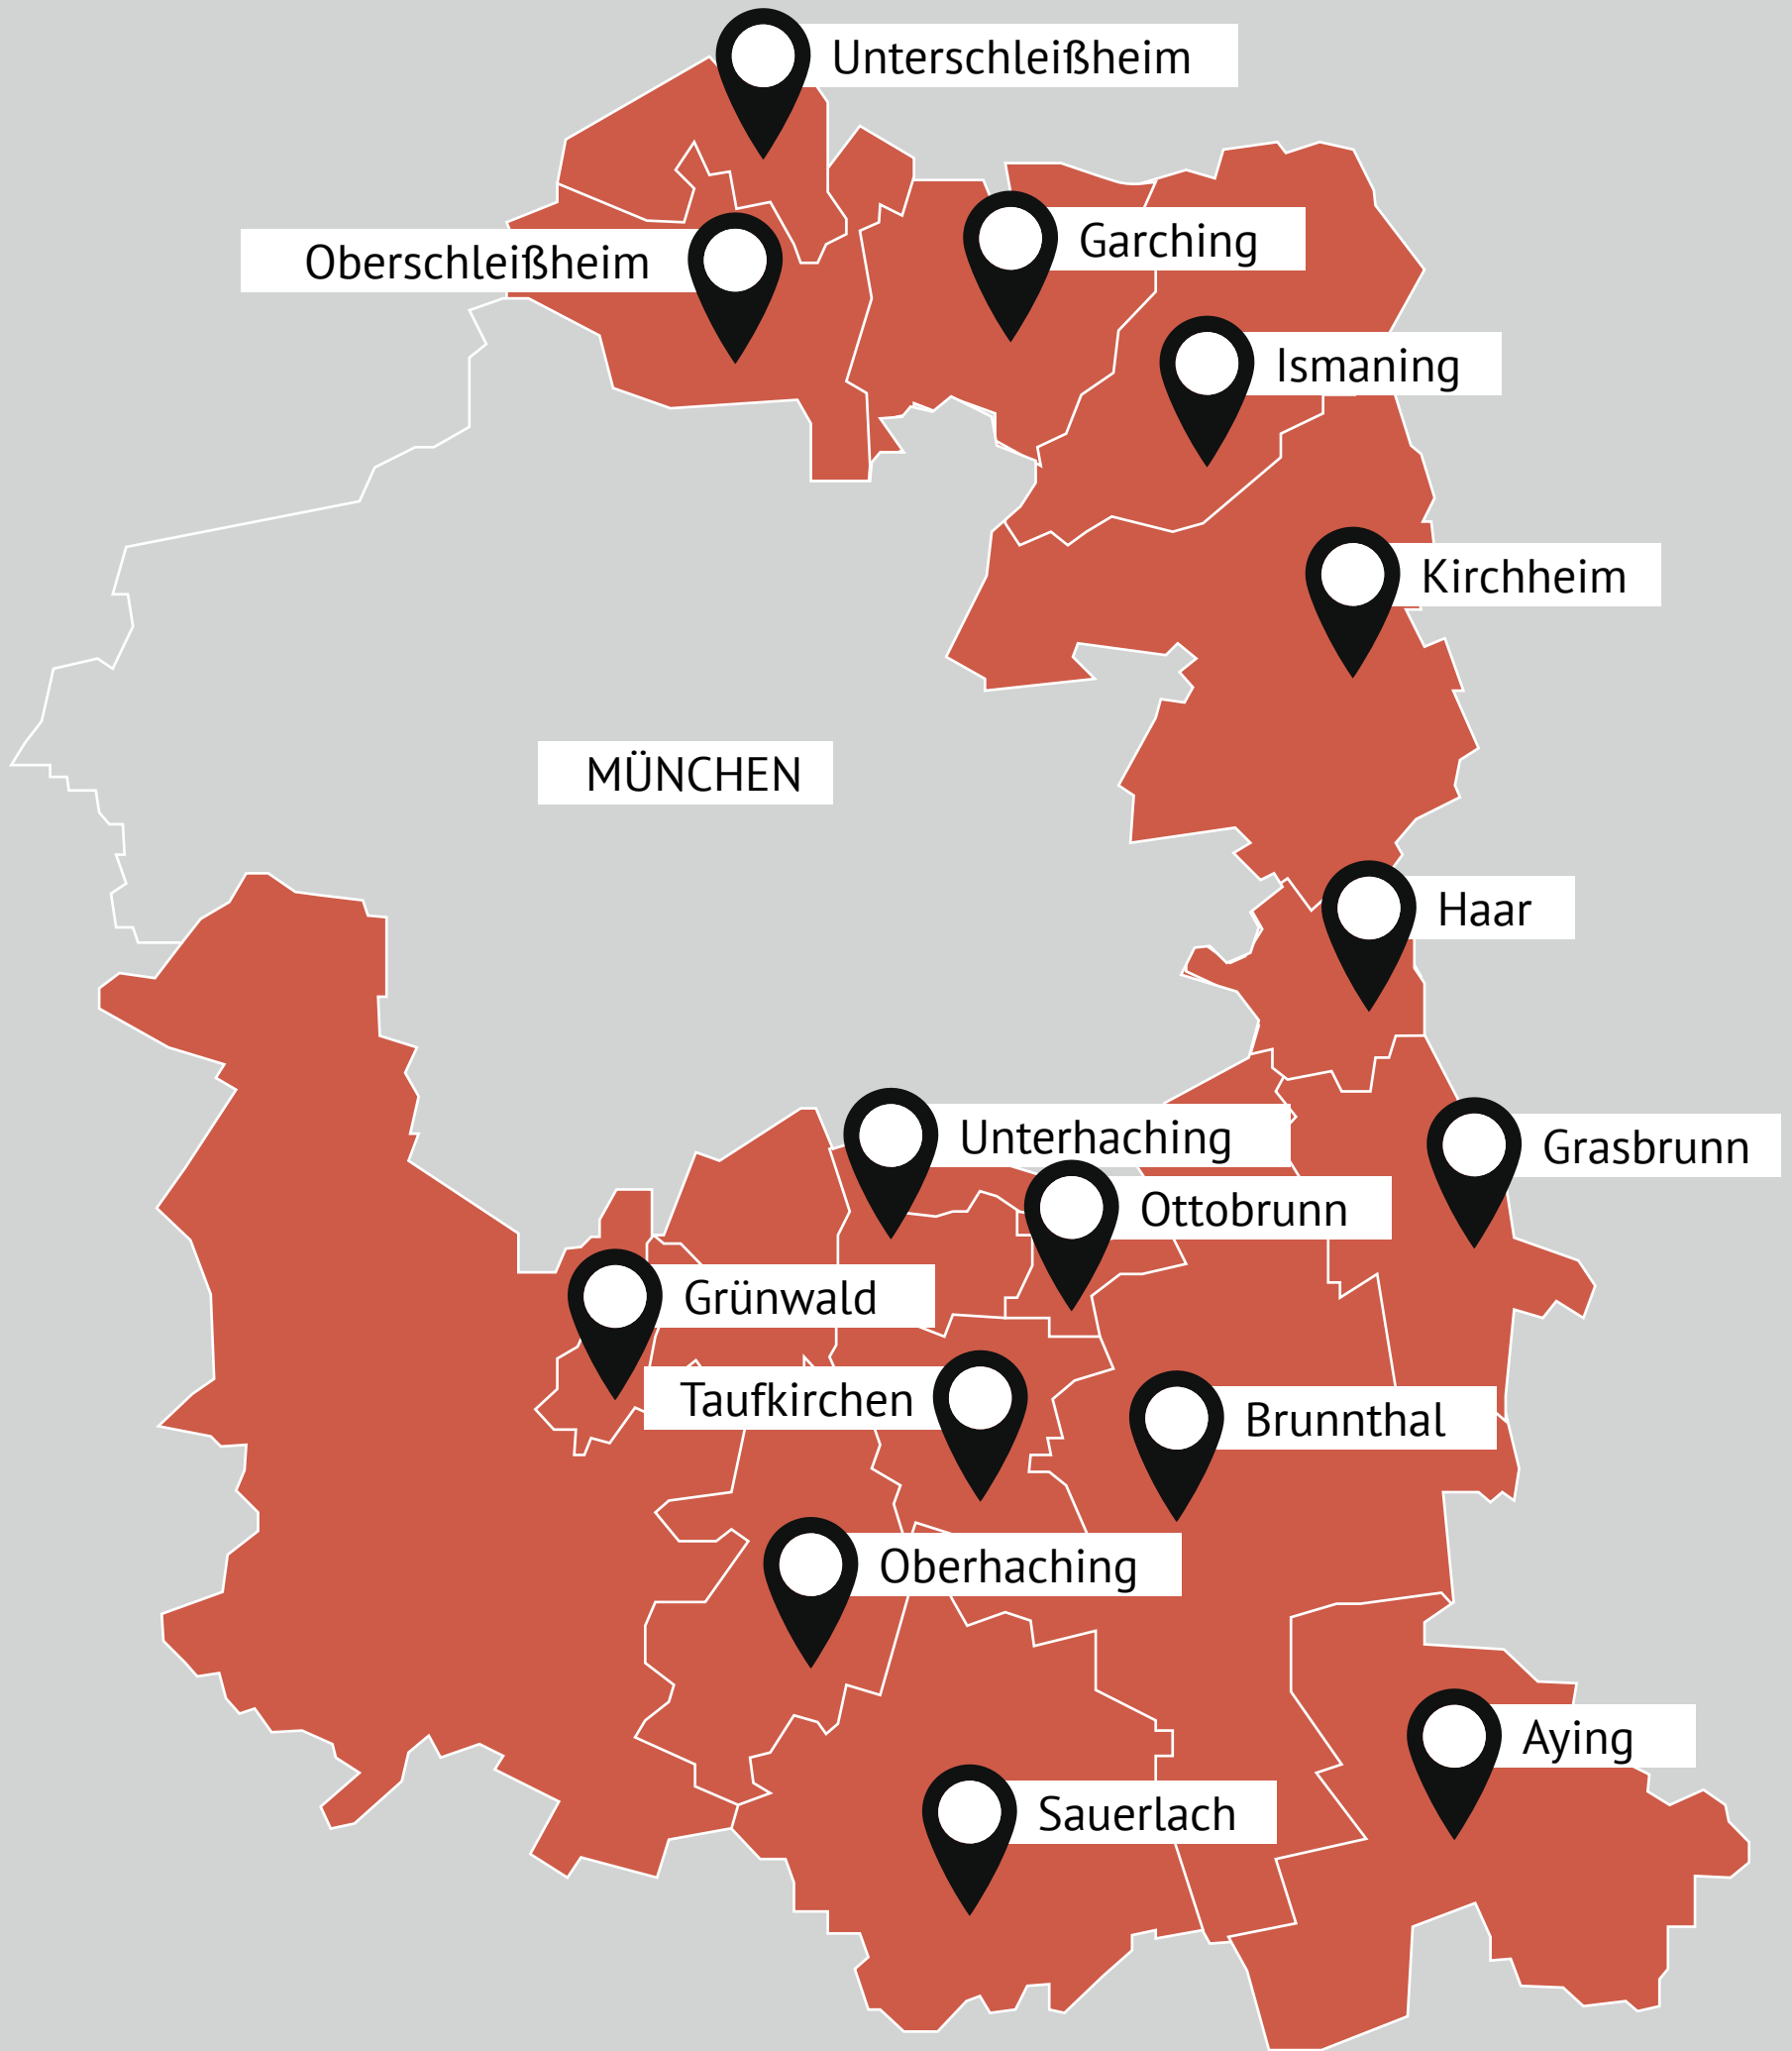 Unterschleißheim
Oberschleißheim
Garching
Ismaning
Kirchheim
MÜNCHEN
Haar
Unterhaching
Grasbrunn
Ottobrunn
Grünwald
Taufkirchen
Brunnthal
Oberhaching
Aying
Sauerlach